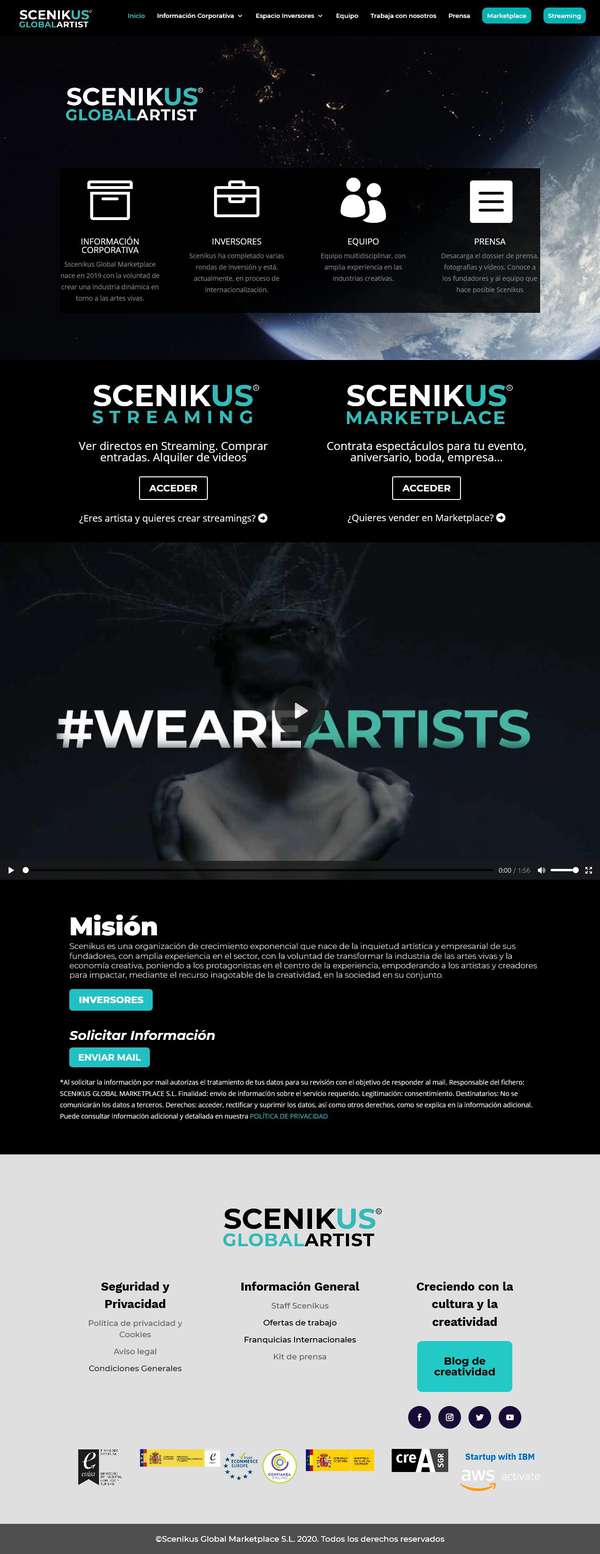 SCENIKUS
GLOBALARTIST
Inicio
Información Corporativa
Espacio Inversores
Equipo
Trabaja con nosotros
Prensa
Marketplace
Streaming
SCENIKUS®
GLOBALARTIST
INFORMACIÓN
CORPORATIVA
Sscenikus Global Marketplace
nace en 2019 con la voluntad de
crear una industria dinámica en
torno a las artes vivas.
INVERSORES
Scenikus ha completado varias
rondas de inversión y está,
actualmente, en proceso de
internacionalización.
EQUIPO
Equipo multidisciplinar, con
amplia experiencia en las
industrias creativas.
PRENSA
Desacarga el dossier de prensa,
fotografías y vídeos. Conoce a
los fundadores y al equipo que
hace posible Scenikus
SCENIKUS®
STREAMING
Ver directos en Streaming. Comprar
entradas. Alquiler de videos
ACCEDER
¿Eres artista y quieres crear streamings?
SCENIKUS®
MARKETPLACE
Contrata espectáculos para tu evento,
aniversario, boda, empresa...
ACCEDER
¿Quieres vender en Marketplace?
#WEAREARTISTS
0:00 / 1:56
Misión
Scenikus es una organización de crecimiento exponencial que nace de la inquietud artística y empresarial de sus
fundadores, con amplia experiencia en el sector, con la voluntad de transformar la industria de las artes vivas y la
economía creativa, poniendo a los protagonistas en el centro de la experiencia, empoderando a los artistas y creadores
para impactar, mediante el recurso inagotable de la creatividad, en la sociedad en su conjunto.
INVERSORES
Solicitar Información
ENVIAR MAIL
*Al solicitar la información por mail autorizas el tratamiento de tus datos para su revisión con el objetivo de responder al mail. Responsable del fichero:
SCENIKUS GLOBAL MARKETPLACE S.L. Finalidad: envío de información sobre el servicio requerido. Legitimación: consentimiento. Destinatarios: No se
comunicarán los datos a terceros. Derechos: acceder, rectificar y suprimir los datos, así como otros derechos, como se explica en la información adicional.
Puede consultar información adicional y detallada en nuestra POLÍTICA DE PRIVACIDAD
SCENIKUS®
GLOBALARTIST
Seguridad y
Privacidad
Política de privacidad y
Cookies
Aviso legal
Condiciones Generales
Información General
Staff Scenikus
Ofertas de trabajo
Franquicias Internacionales
Kit de prensa
Creciendo con la
cultura y la
creatividad
Blog de
creatividad
enisa
ECOMMERCE
EUROPE
CONFIANZA
ONLINE
creA
SGR
Startup with IBM
aws activate
©Scenikus Global Marketplace S.L. 2020. Todos los derechos reservados